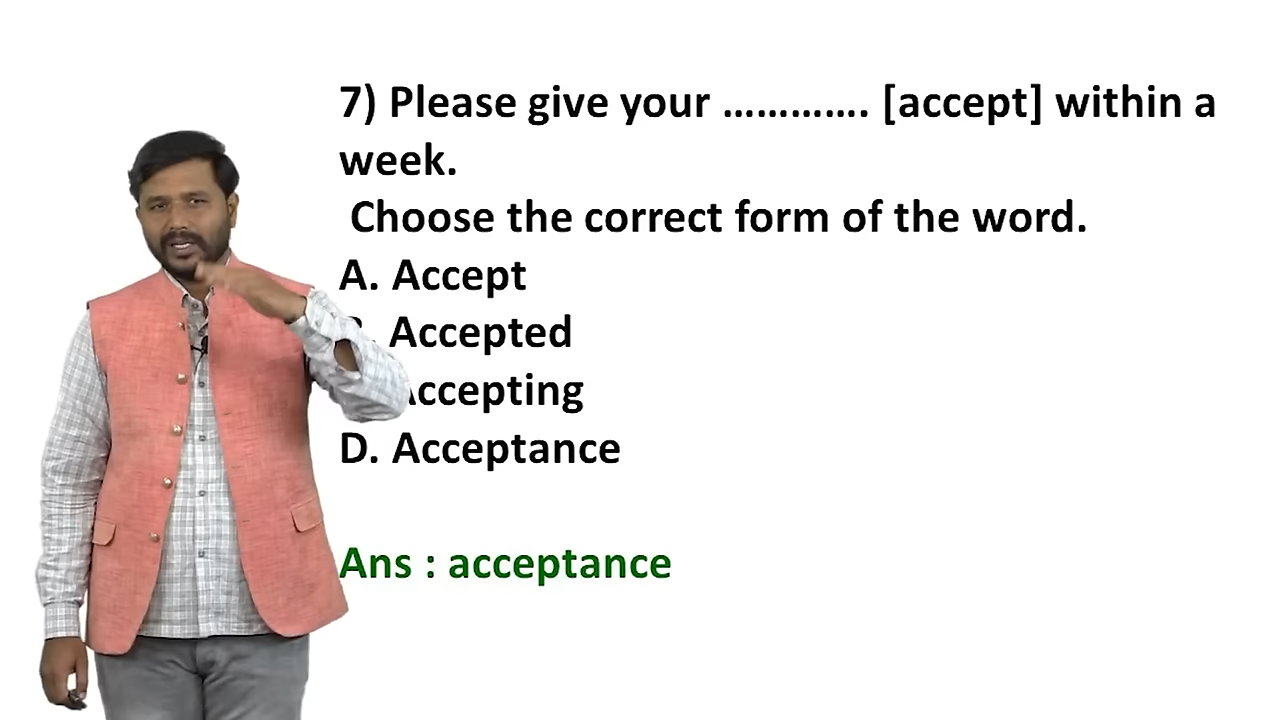 7) Please give your …………. [accept] within a
week.
Choose the correct form of the word.
A. Accept
Accepted
Accepting
D. Acceptance
Ans : acceptance